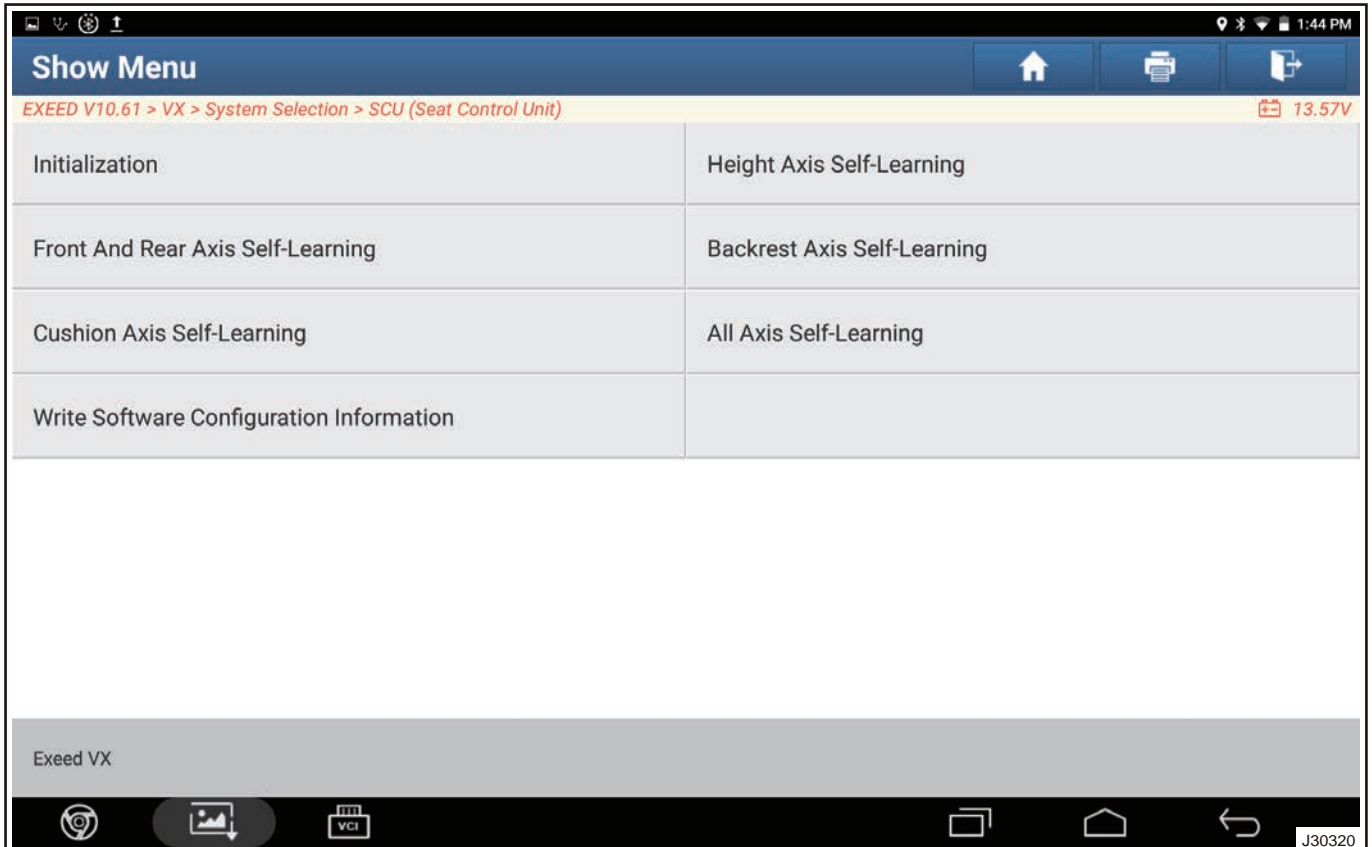 1:44 PM
Show Menu
EXEED V10.61 > VX > System Selection > SCU (Seat Control Unit) 13.57V
Initialization
Height Axis Self-Learning
Front And Rear Axis Self-Learning
Backrest Axis Self-Learning
Cushion Axis Self-Learning
All Axis Self-Learning
Write Software Configuration Information
Exeed VX
VCI
J30320